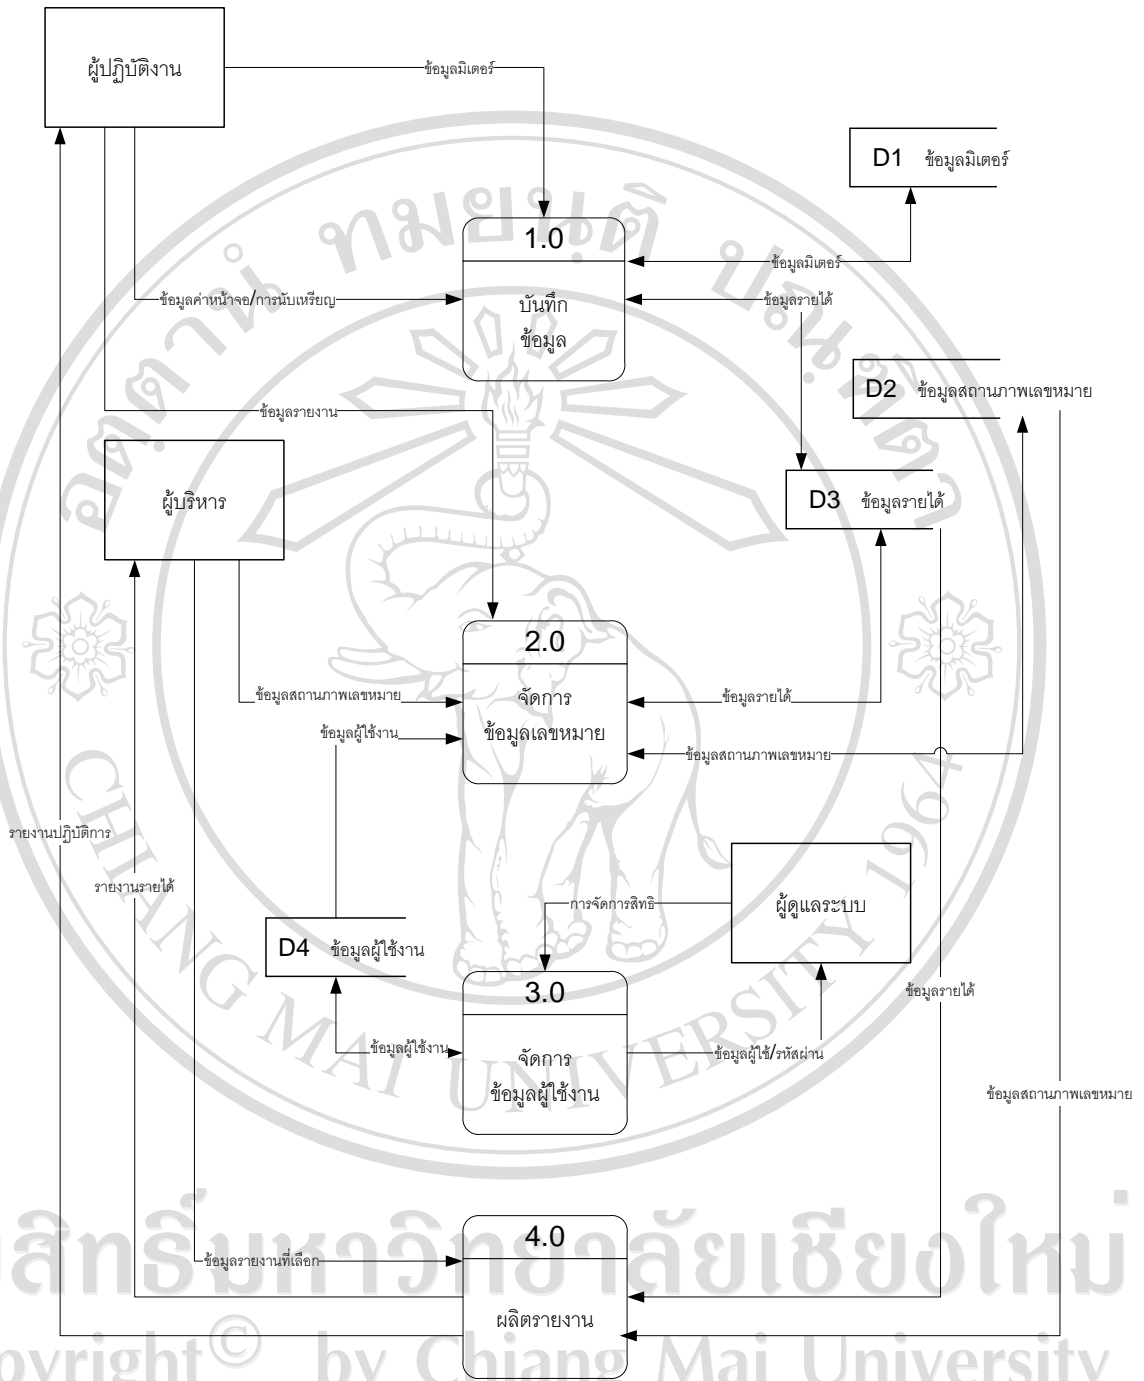 ผู้ปฏิบัติงาน
ข้อมูลมิเตอร์
D1 ข้อมูลมิเตอร์
1.0
ข้อมูลมิเตอร์
ข้อมูลค่าหน้าจอ/การนับเหรียญ
ข้อมูลรายได้
บันทึก
ข้อมูล
D2 ข้อมูลสถานภาพเลขหมาย
ข้อมูลรายงาน
ผู้บริหาร
D3 ข้อมูลรายได้
2.0
ข้อมูลสถานภาพเลขหมาย
จัดการ
ข้อมูลเลขหมาย
ข้อมูลรายได้
ข้อมูลผู้ใช้งาน
ข้อมูลสถานภาพเลขหมาย
รายงานปฏิบัติการ
รายงานรายได้
การจัดการสิทธิ
ผู้ดูแลระบบ
D4 ข้อมูลผู้ใช้งาน
3.0
ข้อมูลรายได้
ข้อมูลผู้ใช้งาน
จัดการ
ข้อมูลผู้ใช้งาน
ข้อมูลผู้ใช้/รหัสผ่าน
ข้อมูลสถานภาพเลขหมาย
4.0
ข้อมูลรายงานที่เลือก
ผลิตรายงาน
CHIANG MAI UNIVERSITY 1964
สิทธิ์มหาวิทยาลัยเชียงใหม่
pyright© by Chiang Mai University